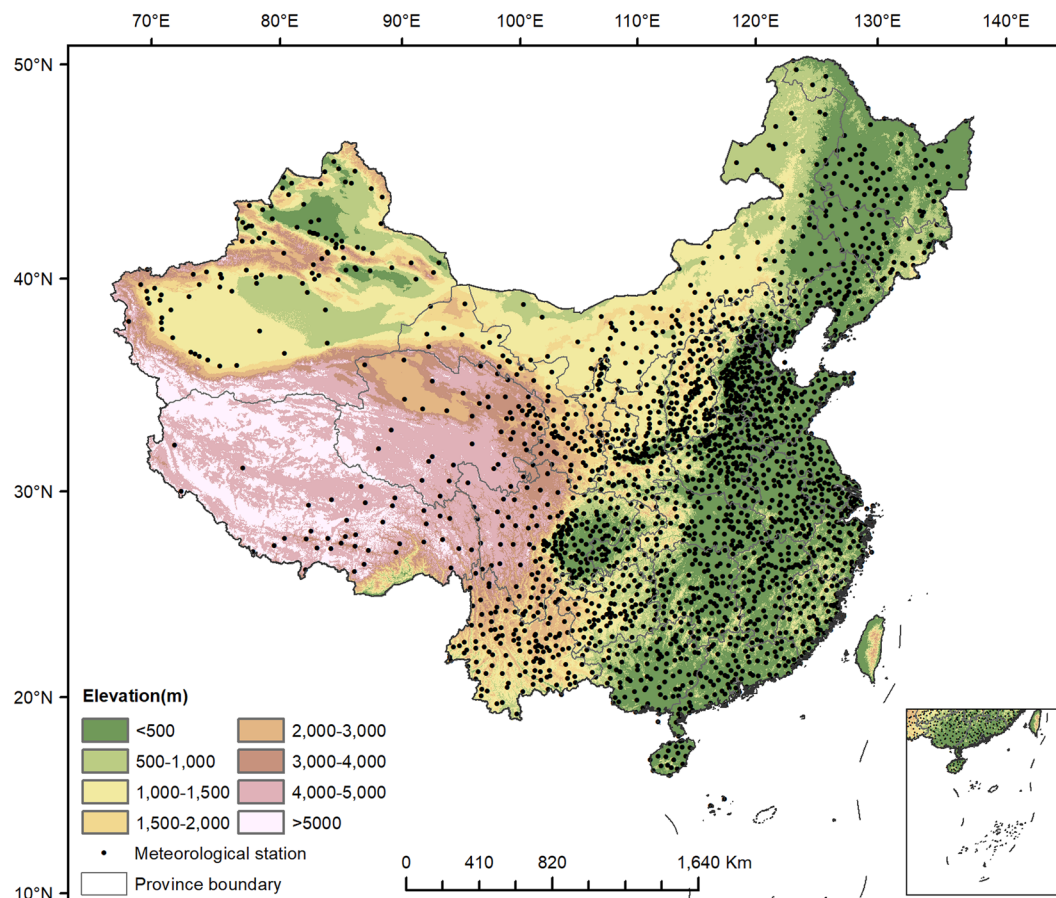 70°E 80°E 90°E 100°E 110°E 120°E 130°E 140°E
50°N
40°N
30°N
20°N
10°N
Elevation(m)
<500 2,000-3,000
500-1,000 3,000-4,000
1,000-1,500 4,000-5,000
1,500-2,000 >5000
Meteorological station
Province boundary
0 410 820 1,640 Km